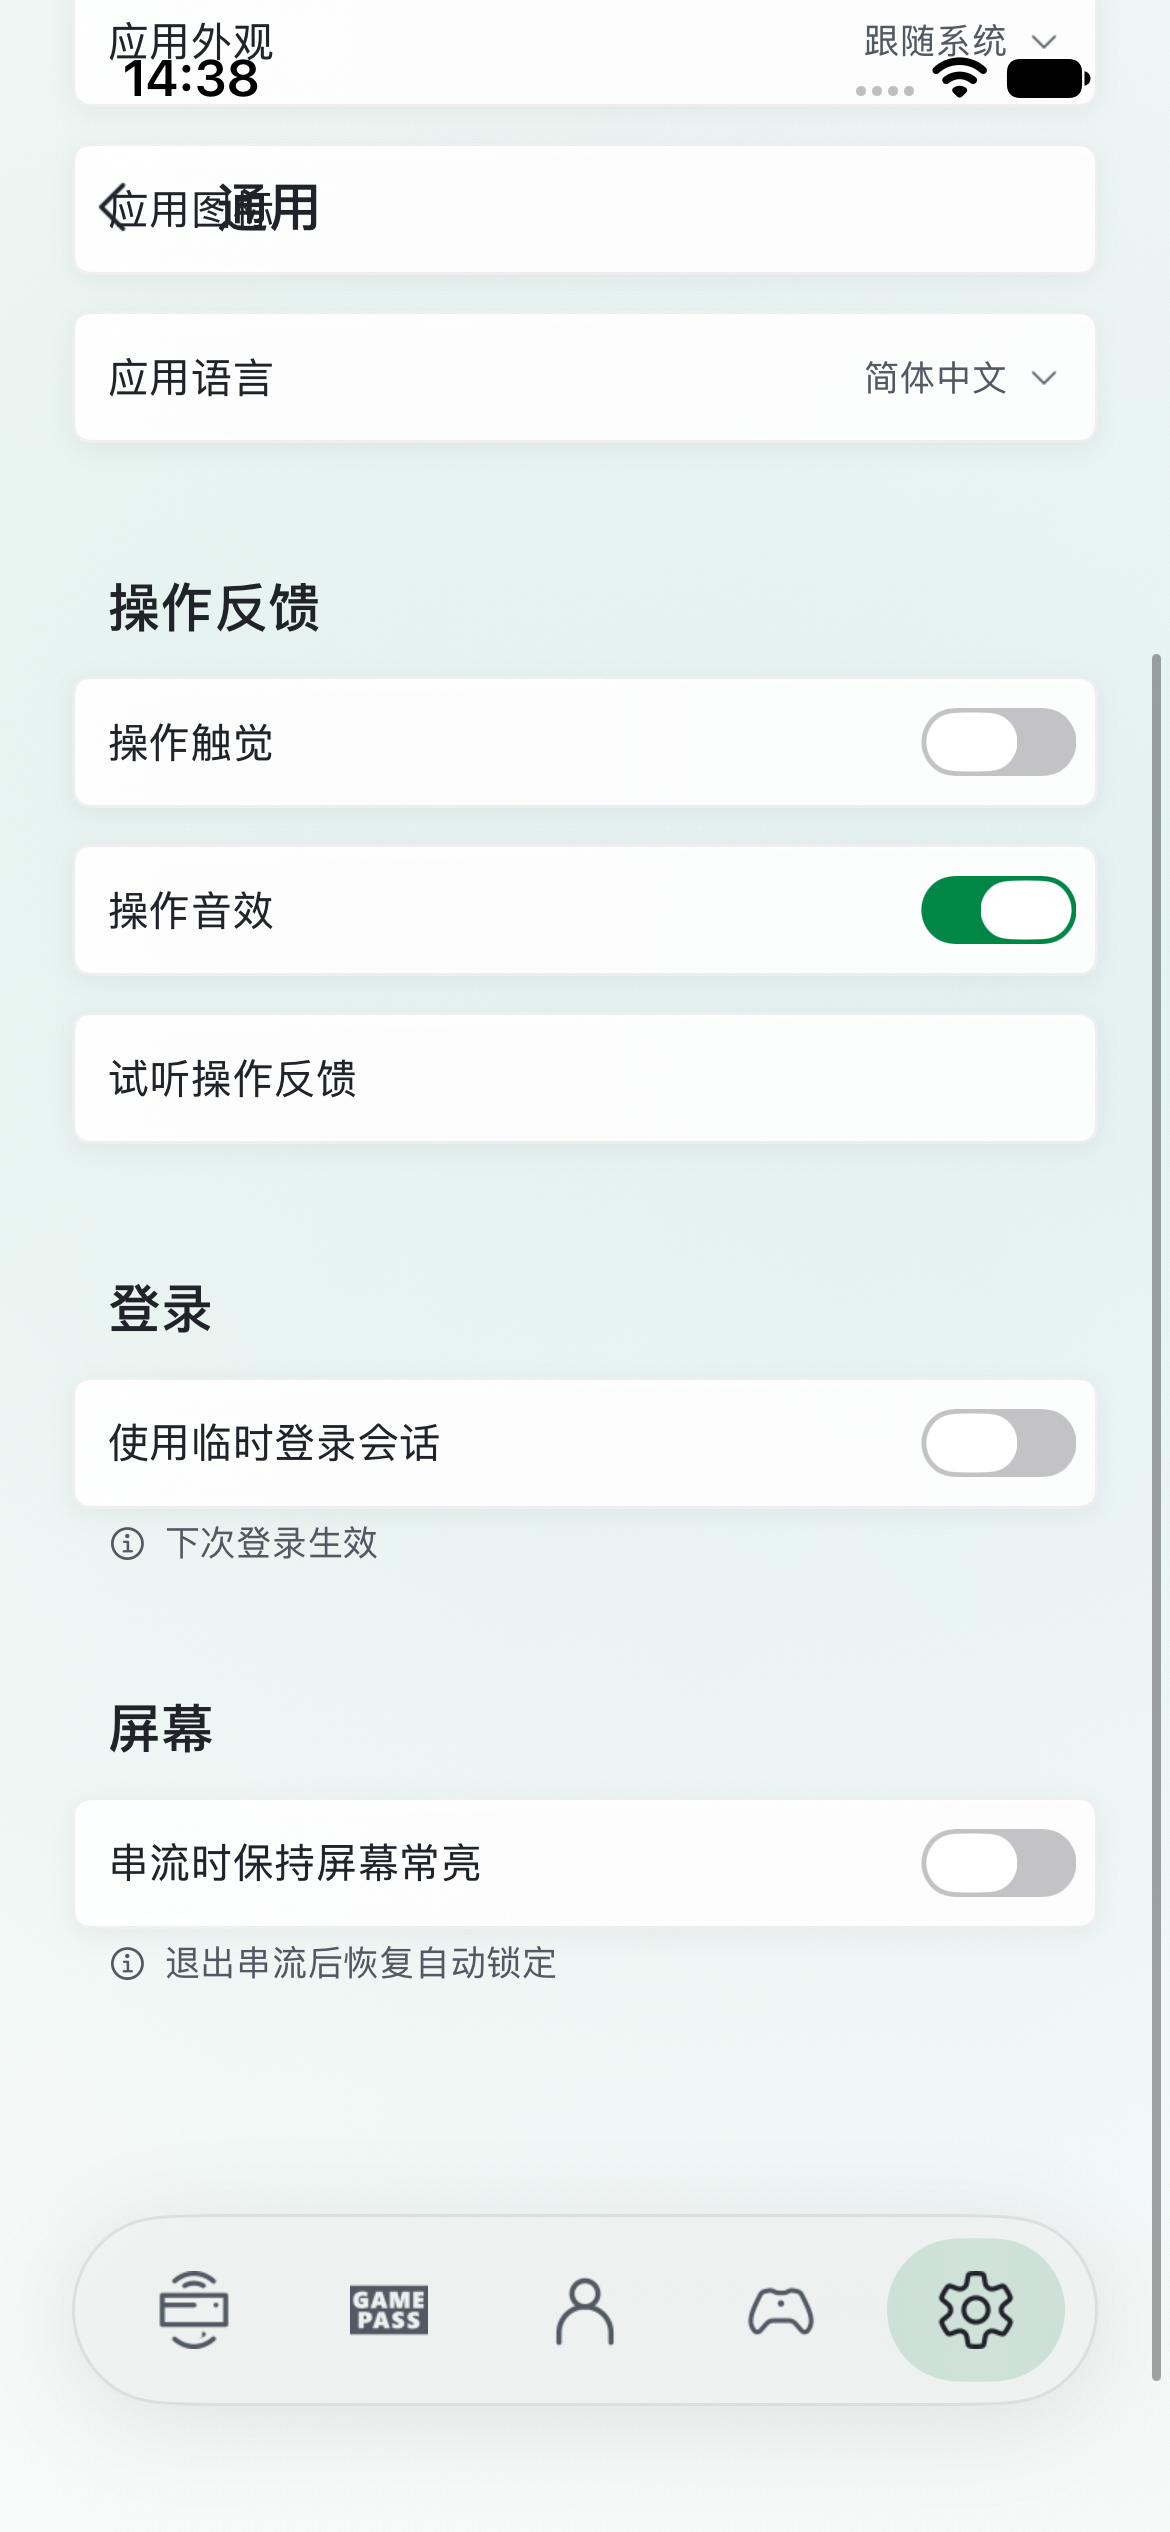 应用外观
跟随系统
14:38
应用图标
通用
应用语言
简体中文
操作反馈
操作触觉
操作音效
试听操作反馈
登录
使用临时登录会话
下次登录生效
屏幕
串流时保持屏幕常亮
退出串流后恢复自动锁定
GAME
PASS